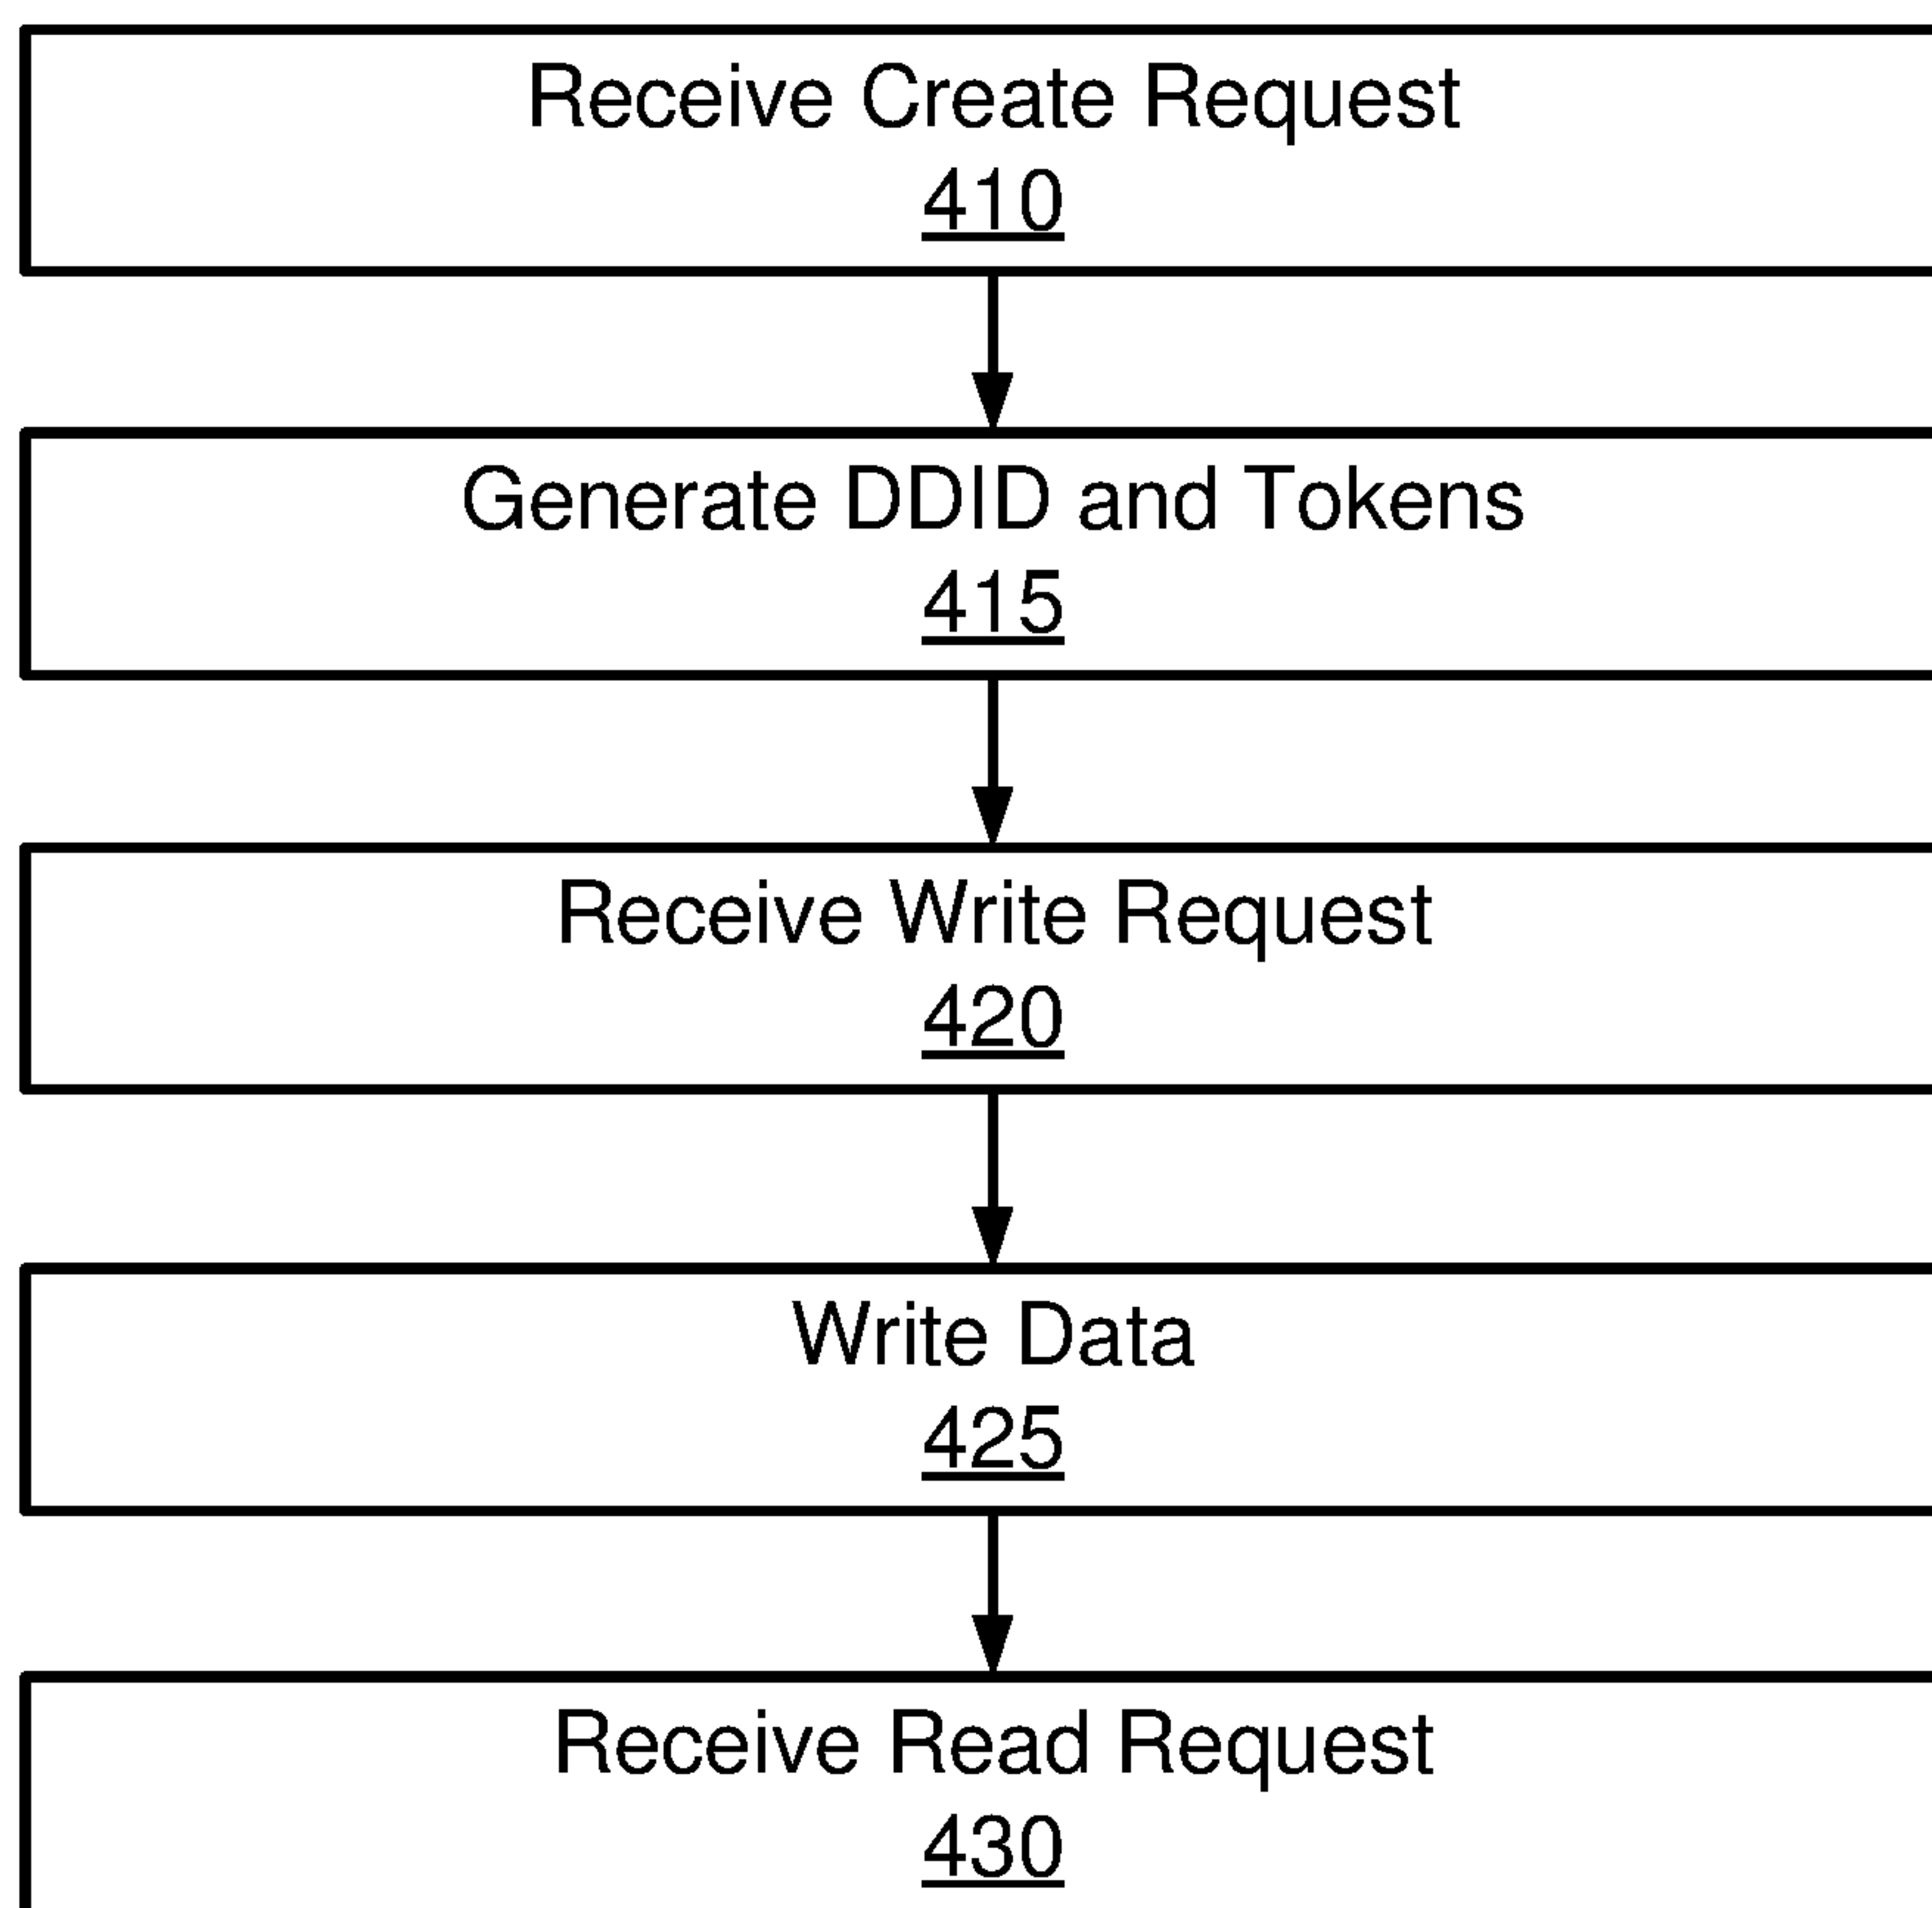 Receive Create Request
410
Generate DDID and Tokens
415
Receive Write Request
420
Write Data
425
Receive Read Request
430